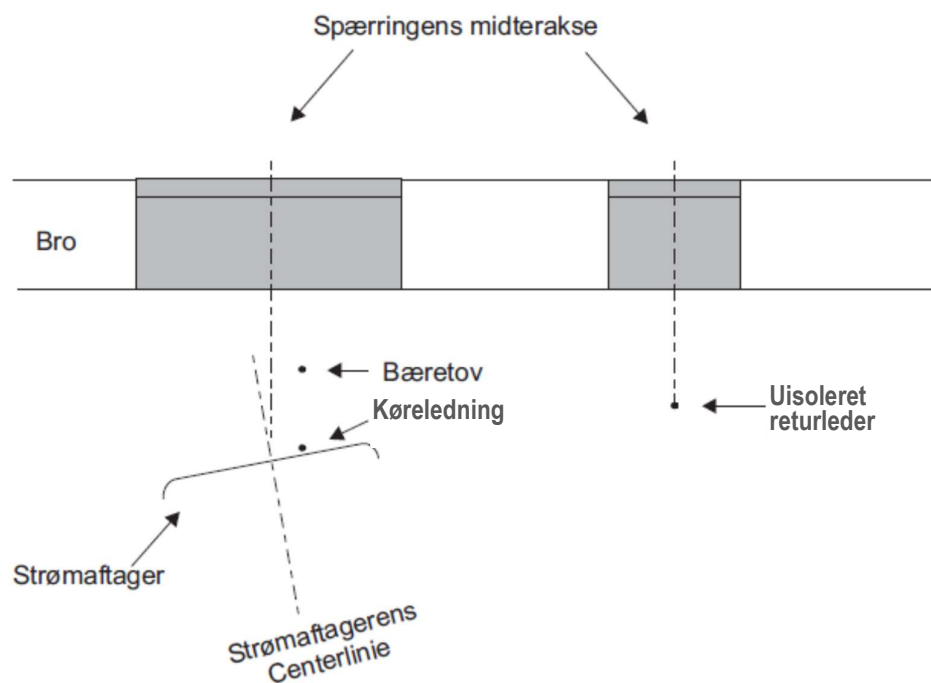 Spærringens midterakse
Bro
Bæretov
Køreledning
Uisoleret
returleder
Strømaftager
Strømaftagerens
Centerlinie